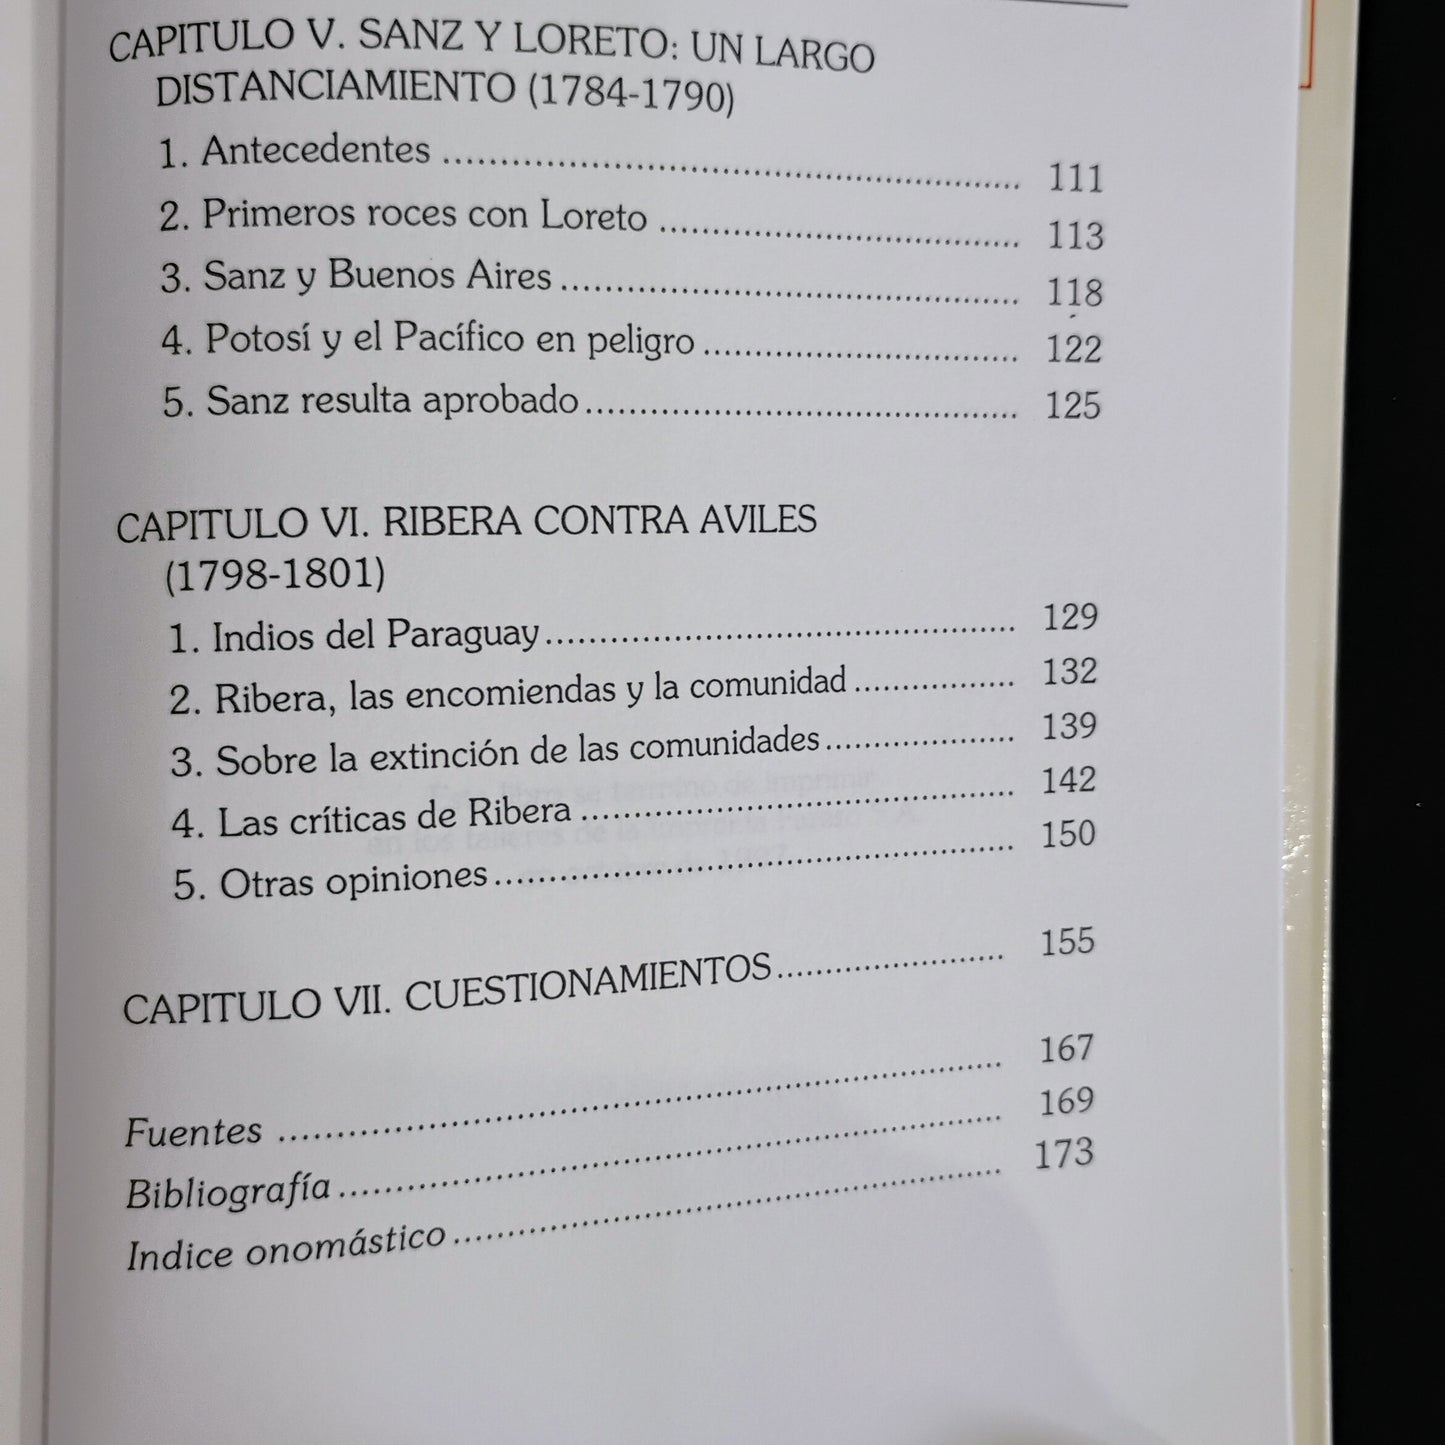 CAPITULO V. SANZ Y LORETO: UN LARGO
DISTANCIAMIENTO (1784-1790)
1. Antecedentes ........................ 111
2. Primeros roces con Loreto ........................ 113
3. Sanz y Buenos Aires ........................ 118
4. Potosí y el Pacífico en peligro ........................ 122
5. Sanz resulta aprobado ........................ 125
CAPITULO VI. RIBERA CONTRA AVILES
(1798-1801)
1. Indios del Paraguay ........................ 129
2. Ribera, las encomiendas y la comunidad ........................ 132
3. Sobre la extinción de las comunidades ........................ 139
4. Las críticas de Ribera ........................ 142
5. Otras opiniones ........................ 150
CAPITULO VII. CUESTIONAMIENTOS ........................ 155
Fuentes ........................ 167
Bibliografía ........................ 169
Indice onomástico ........................ 173